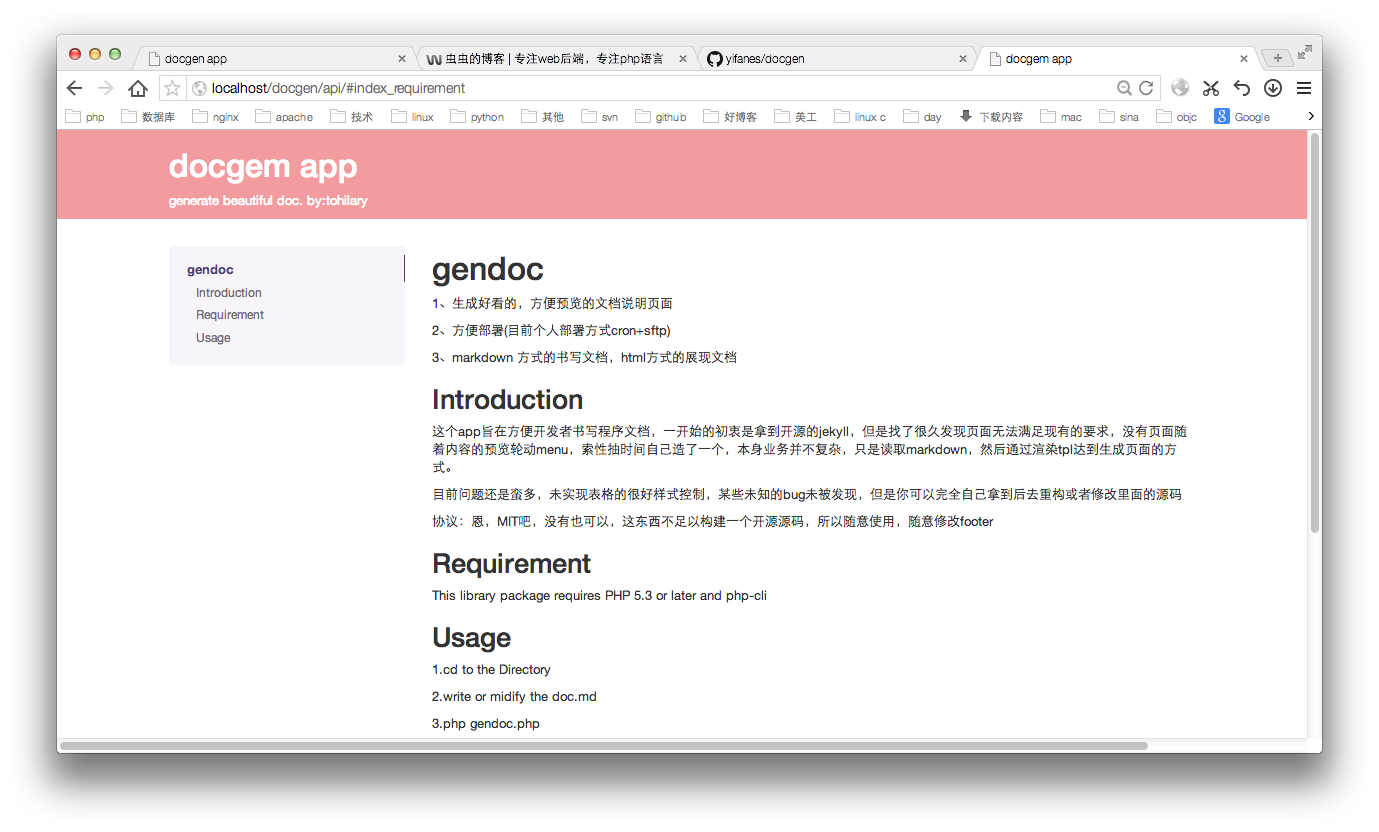 docgen app
虫虫的博客 | 专注web后端，专注php语言
yifanes/docgen
docgem app
localhost/docgen/api/#index_requirement
php 数据库 nginx apache 技术 linux python 其他 svn github 好博客 美工 linux c day 下载内容 mac sina objc Google
docgem app
generate beautiful doc. by:tohilary
gendoc
Introduction
Requirement
Usage
gendoc
1、生成好看的，方便预览的文档说明页面
2、方便部署(目前个人部署方式cron+sftp)
3、markdown 方式的书写文档，html方式的展现文档
Introduction
这个app旨在方便开发者书写程序文档，一开始的初衷是拿到开源的jekyll，但是找了很久发现页面无法满足现有的要求，没有页面随
着内容的预览轮动menu，索性抽时间自己造了一个，本身业务并不复杂，只是读取markdown，然后通过渲染tpl达到生成页面的方
式。
目前问题还是蛮多，未实现表格的很好样式控制，某些未知的bug未被发现，但是你可以完全自己拿到后去重构或者修改里面的源码
协议：恩，MIT吧，没有也可以，这东西不足以构建一个开源源码，所以随意使用，随意修改footer
Requirement
This library package requires PHP 5.3 or later and php-cli
Usage
1.cd to the Directory
2.write or midify the doc.md
3.php gendoc.php